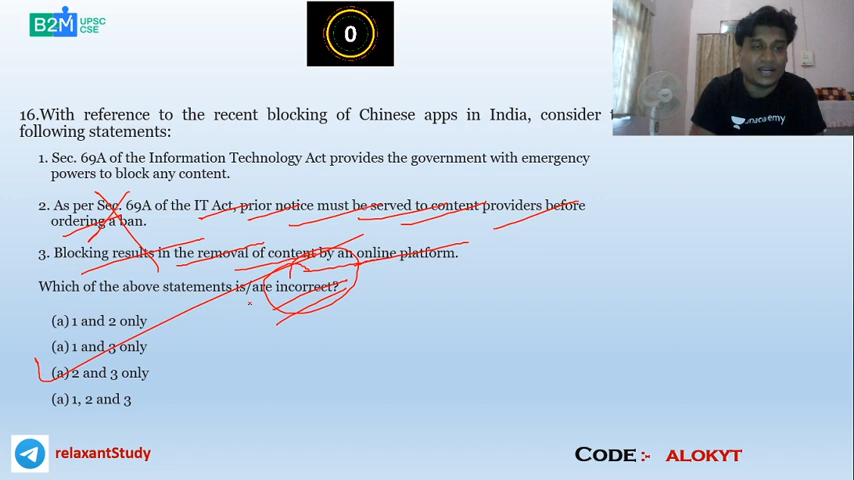 B2M UPSC
CSE
0
unacademy
16.With reference to the recent blocking of Chinese apps in India, consider
following statements:
1. Sec. 69A of the Information Technology Act provides the government with emergency
powers to block any content.
2. As per Sec. 69A of the IT Act, prior notice must be served to content providers before
ordering a ban.
3. Blocking results in the removal of content by an online platform.
Which of the above statements is/are incorrect?
(a) 1 and 2 only
(a) 1 and 3 only
(a) 2 and 3 only
(a) 1, 2 and 3
relaxantStudy
CODE :- ALOKYT